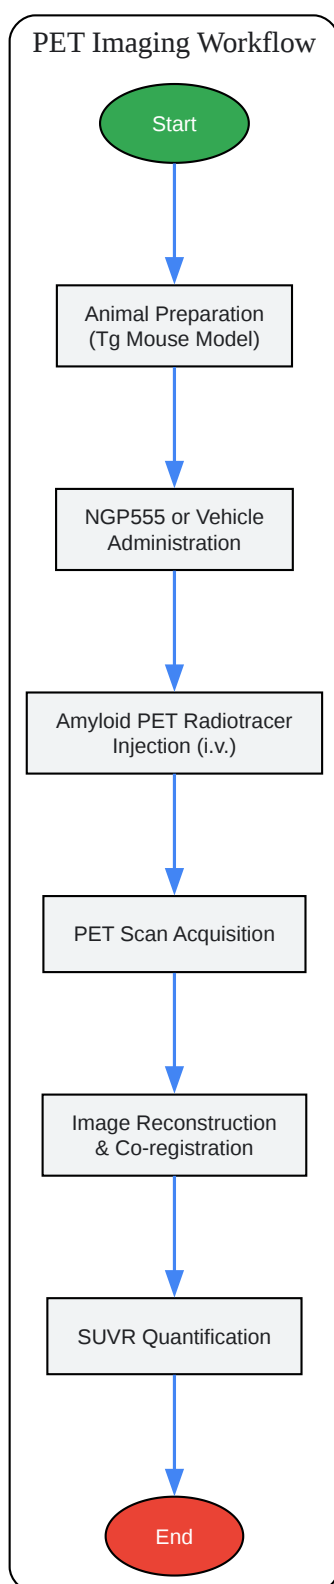 PET Imaging Workflow
Start
Animal Preparation
(Tg Mouse Model)
NGP555 or Vehicle
Administration
Amyloid PET Radiotracer
Injection (i.v.)
PET Scan Acquisition
Image Reconstruction
& Co-registration
SUVR Quantification
End